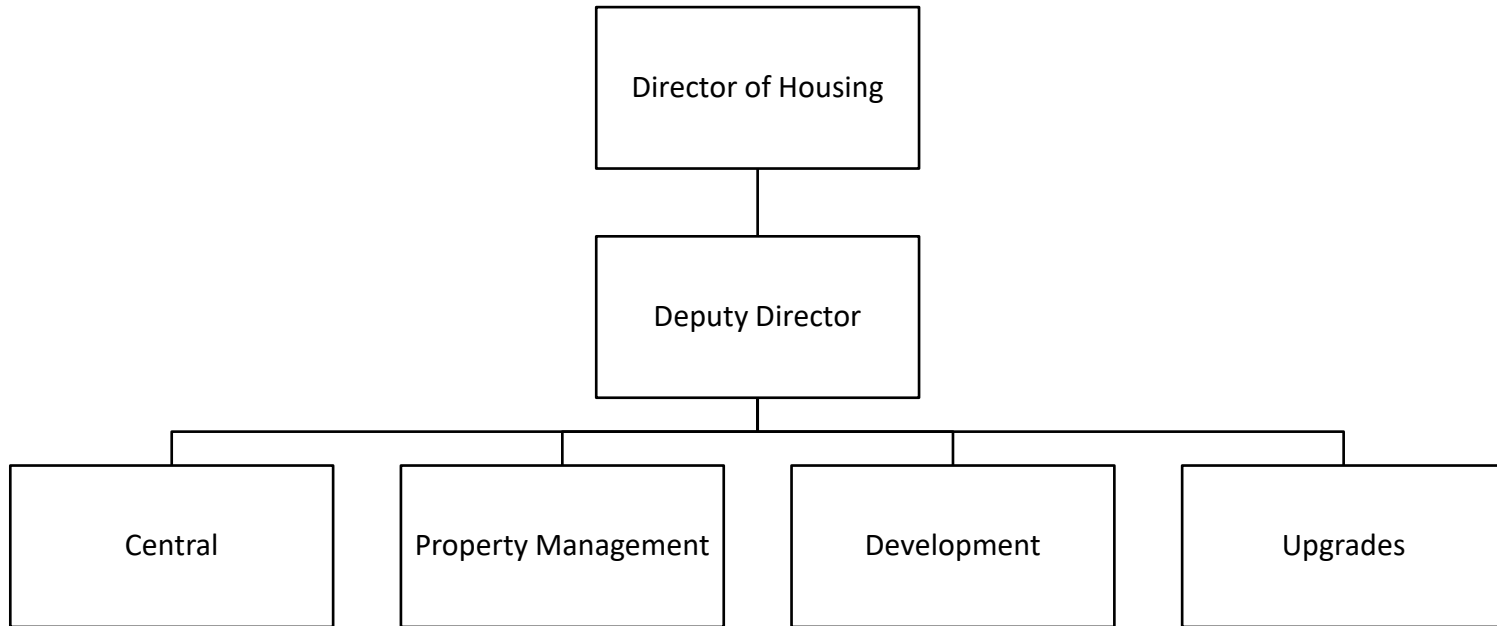 Director of Housing
Deputy Director
Central
Property Management
Development
Upgrades